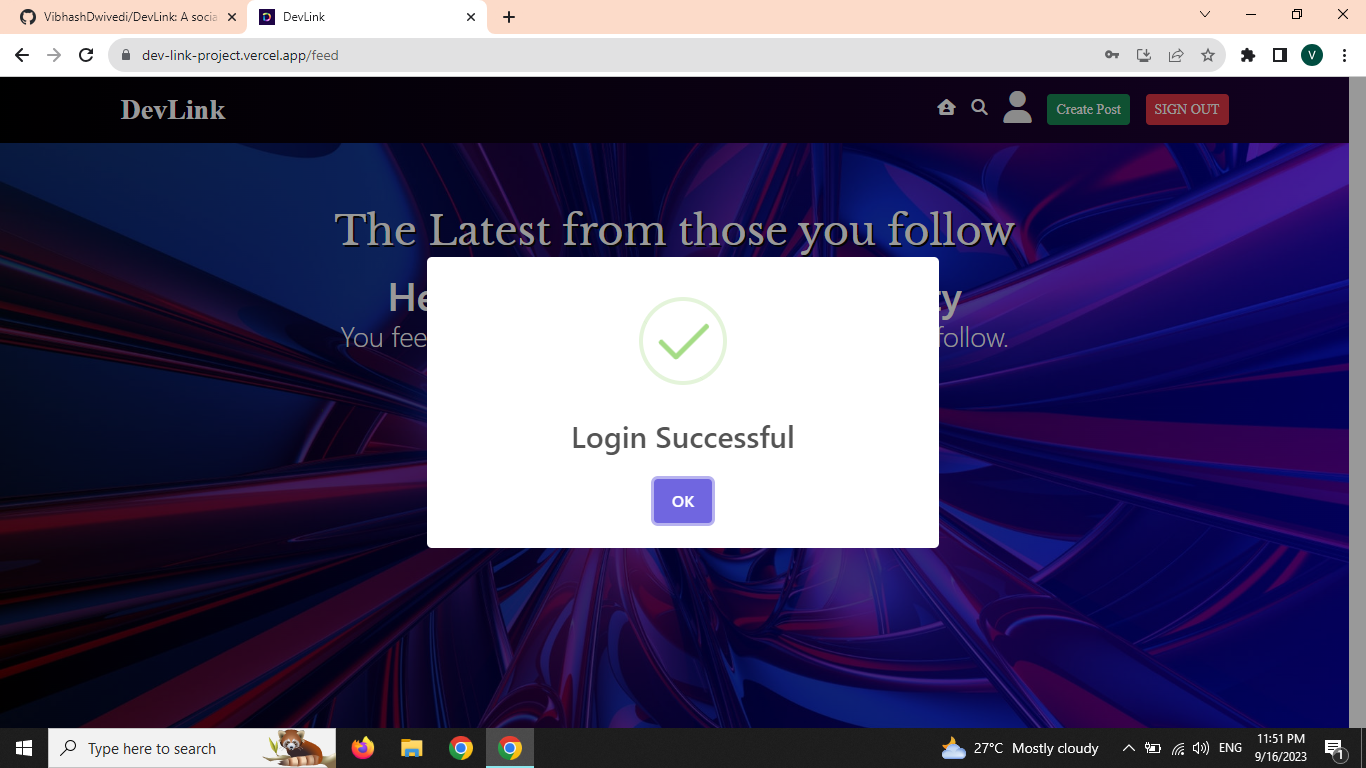 VibhashDwivedi/DevLink: A socia
DevLink
dev-link-project.vercel.app/feed
V
DevLink
Create Post
SIGN OUT
The Latest from those you follow
He
ty
You fee
follow.
Login Successful
OK
Type here to search
27°C Mostly cloudy
ENG
11:51 PM
9/16/2023
1